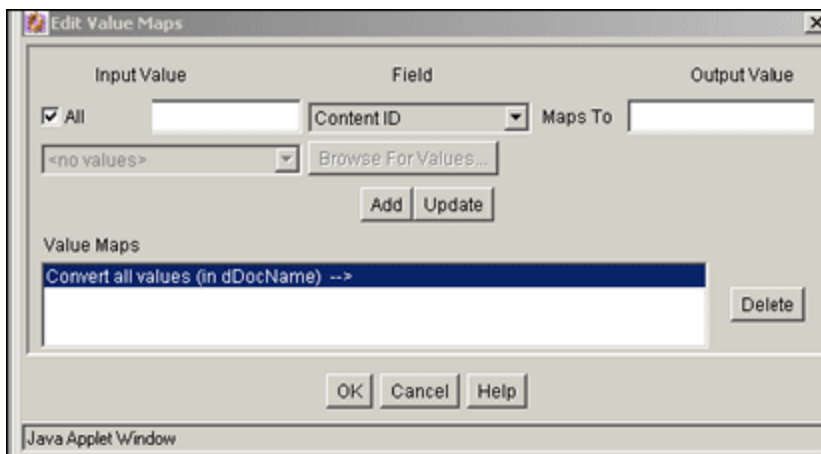 Edit Value Maps
Input Value Field Output Value
All Content ID Maps To
<no values> Browse For Values...
Add Update
Value Maps
Convert all values (in dDocName) -->
Delete
OK Cancel Help
Java Applet Window